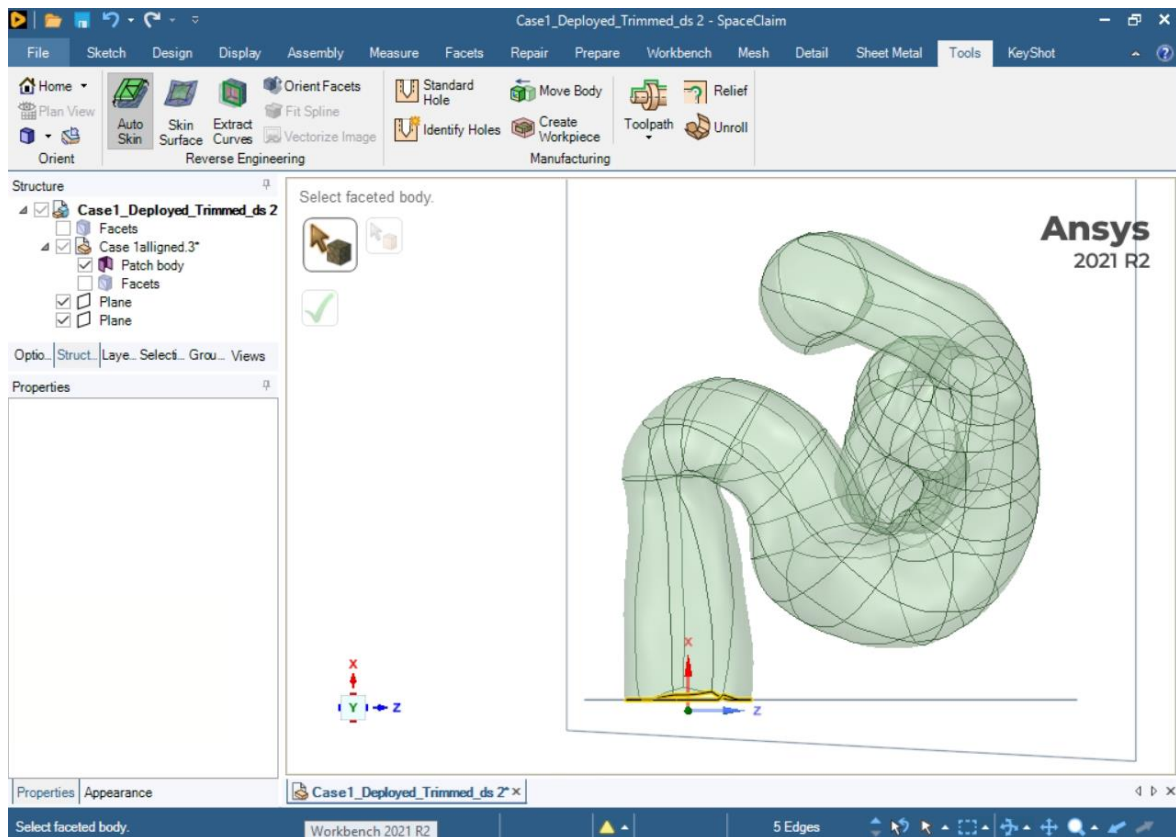 Case1_Deployed_Trimmed_ds 2 - SpaceClaim
File Sketch Design Display Assembly Measure Facets Repair Prepare Workbench Mesh Detail Sheet Metal Tools KeyShot
Home
Plan View
Orient
Auto Skin
Skin Surface
Extract Curves
Orient Facets
Fit Spline
Vectorize Image
Reverse Engineering
Standard Hole
Identify Holes
Move Body
Create Workpiece
Toolpath
Relief
Unroll
Manufacturing
Structure
Case1_Deployed_Trimmed_ds 2
Facets
Case 1alligned.3*
Patch body
Facets
Plane
Plane
Optio... Struct... Laye... Selecti... Grou... Views
Properties
Properties Appearance
Select faceted body.
Ansys
2021 R2
X
Z
X
Y
Z
Case1_Deployed_Trimmed_ds 2*
Select faceted body.
Workbench 2021 R2
5 Edges